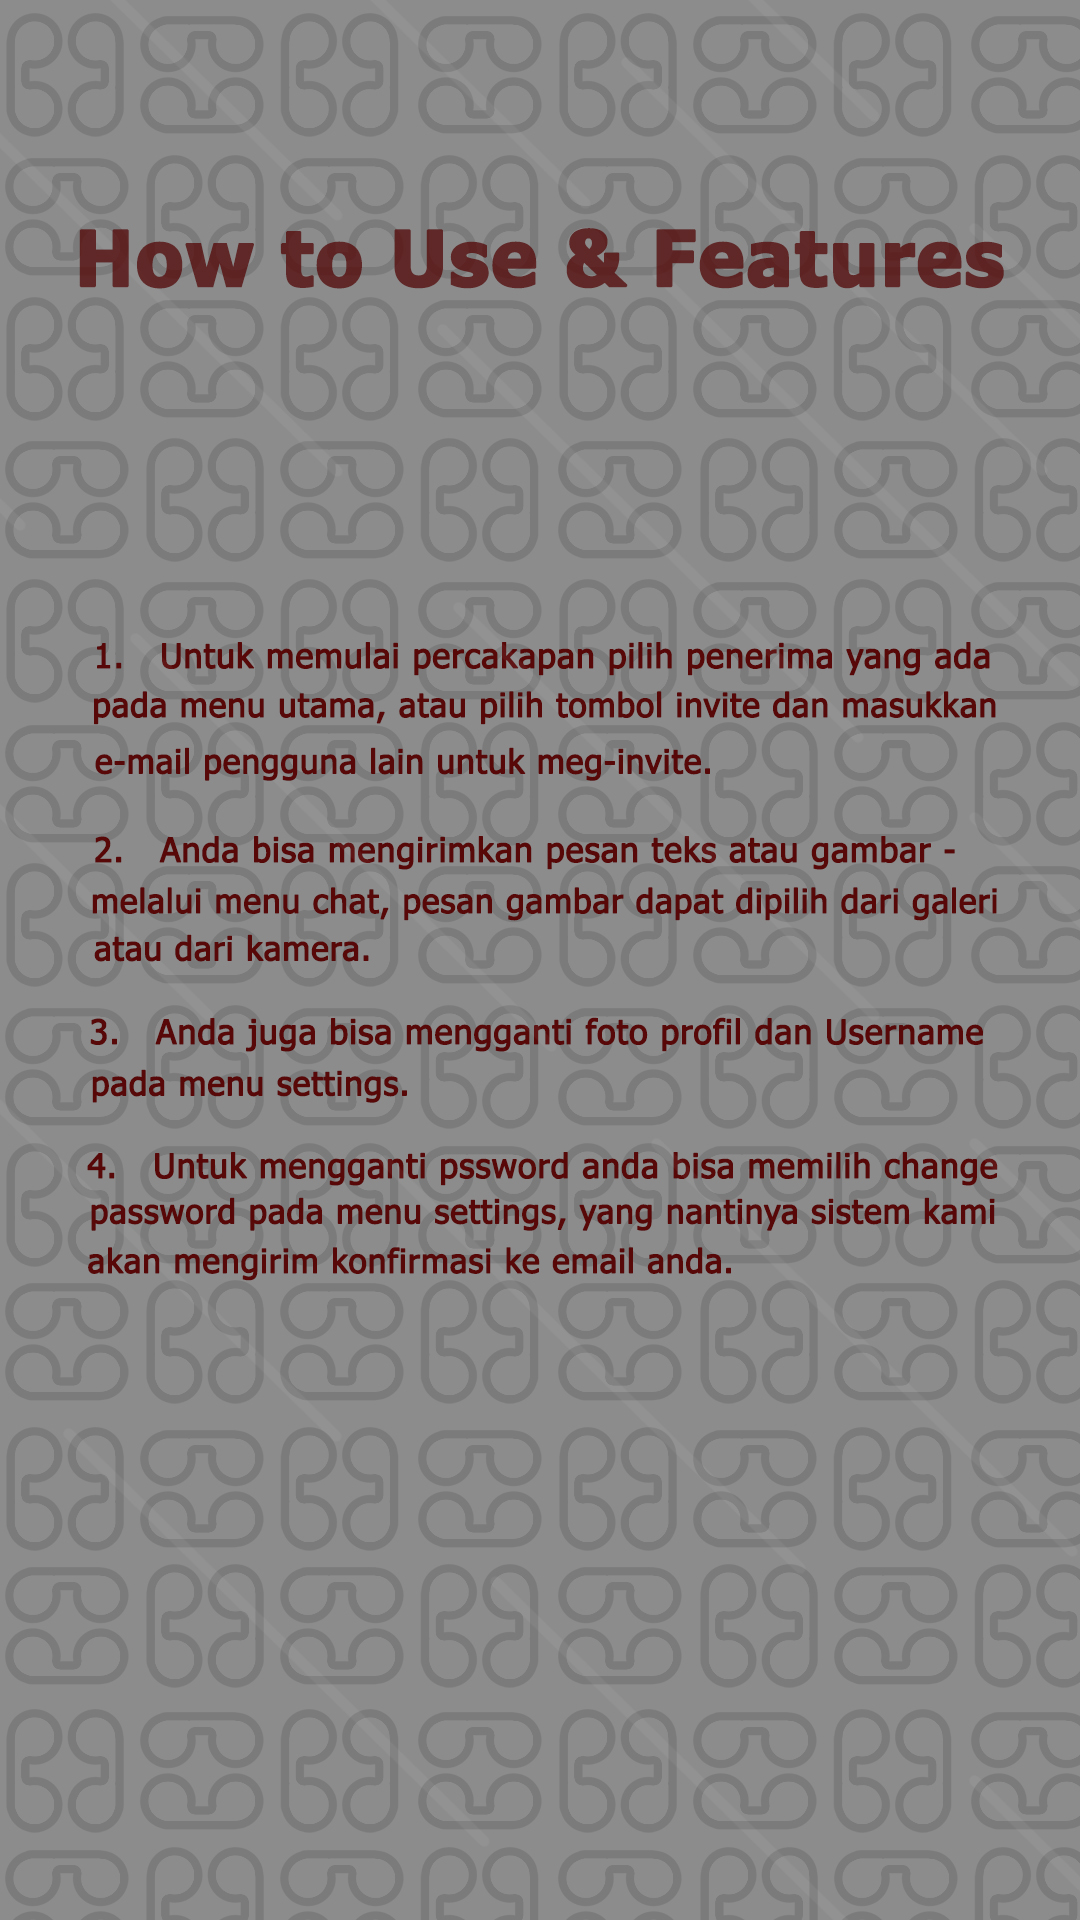 How to Use & Features
1. Untuk memulai percakapan pilih penerima yang ada
pada menu utama, atau pilih tombol invite dan masukkan
e-mail pengguna lain untuk meg-invite.
2. Anda bisa mengirimkan pesan teks atau gambar -
melalui menu chat, pesan gambar dapat dipilih dari galeri
atau dari kamera.
3. Anda juga bisa mengganti foto profil dan Username
pada menu settings.
4. Untuk mengganti pssword anda bisa memilih change
password pada menu settings, yang nantinya sistem kami
akan mengirim konfirmasi ke email anda.